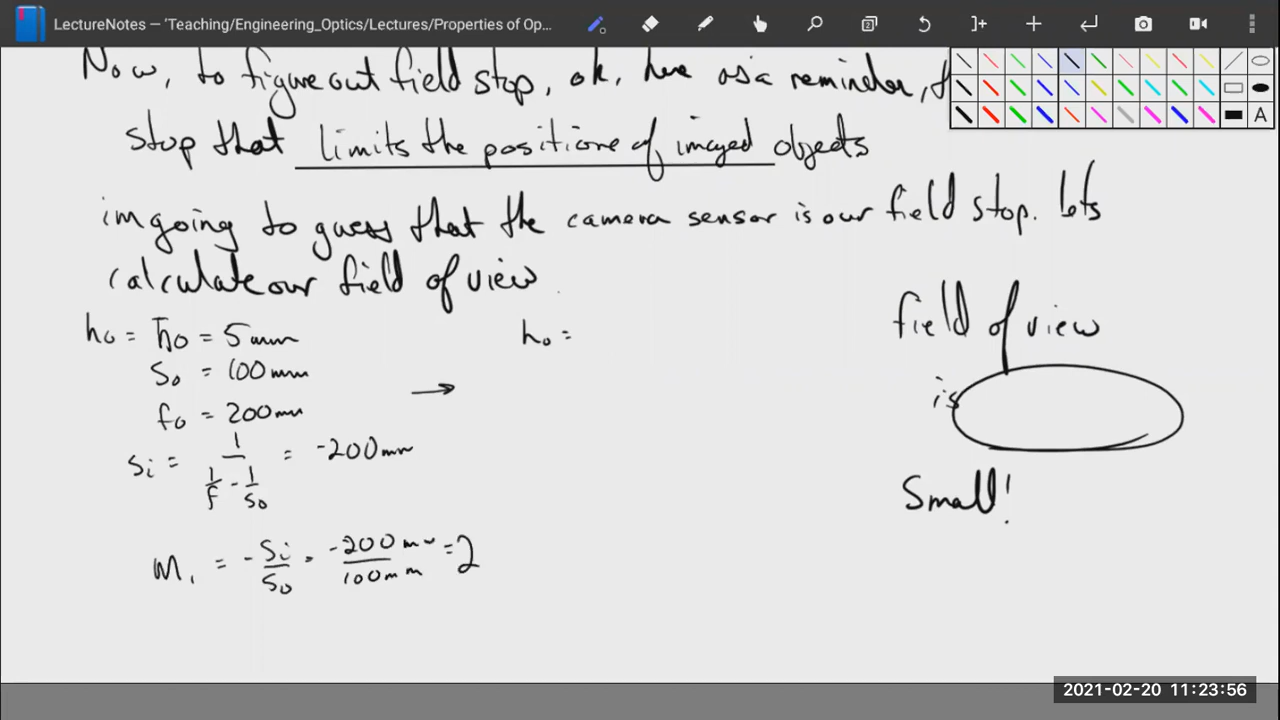 LectureNotes — 'Teaching/Engineering_Optics/Lectures/Properties of Op...
Now, to figure out field stop, ok, here as a reminder,
stop that limits the positions of imaged objects
im going to guess that the camera sensor is our field stop. lets
calculate our field of view
h₀ = h₀ = 5mm
S₀ = 100mm
f₀ = 200mm
Sᵢ = 1 / (1/f - 1/S₀) = -200mm
M₁ = - Sᵢ/S₀ = -200mm/100mm = 2
→
h₀ =
field of view
is
Small!
A
2021-02-20 11:23:56